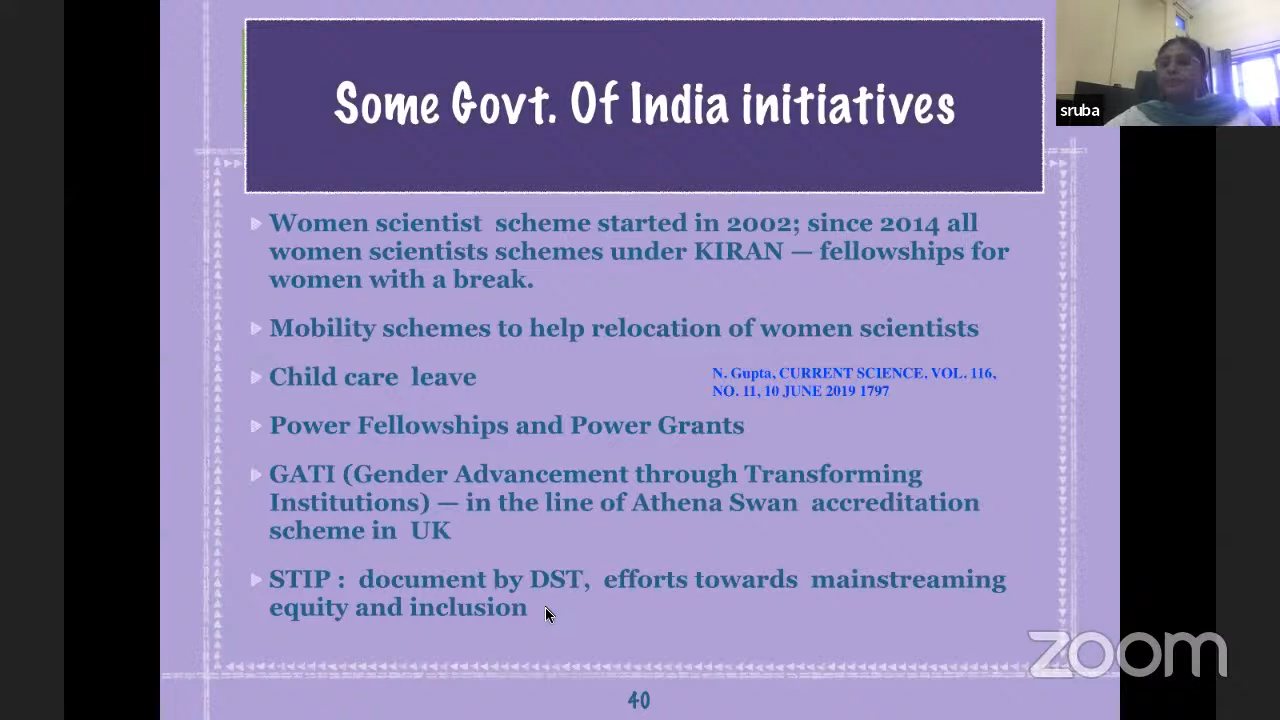 Some Govt. Of India initiatives
sruba
Women scientist scheme started in 2002; since 2014 all
women scientists schemes under KIRAN — fellowships for
women with a break.
Mobility schemes to help relocation of women scientists
Child care leave
N. Gupta, CURRENT SCIENCE, VOL. 116,
NO. 11, 10 JUNE 2019 1797
Power Fellowships and Power Grants
GATI (Gender Advancement through Transforming
Institutions) — in the line of Athena Swan accreditation
scheme in UK
STIP : document by DST, efforts towards mainstreaming
equity and inclusion
zoom
40